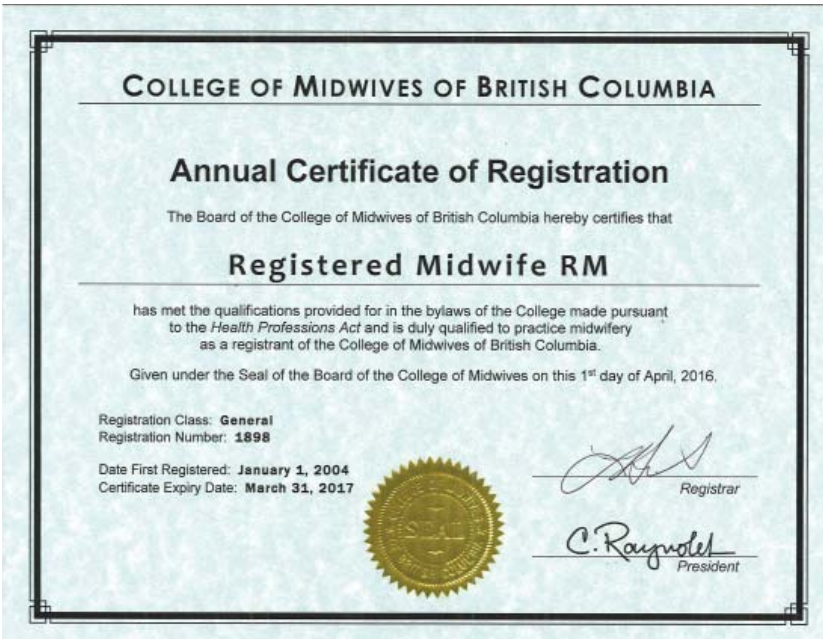 COLLEGE OF MIDWIVES OF BRITISH COLUMBIA
Annual Certificate of Registration
The Board of the College of Midwives of British Columbia hereby certifies that
Registered Midwife RM
has met the qualifications provided for in the bylaws of the College made pursuant
to the Health Professions Act and is duly qualified to practice midwifery
as a registrant of the College of Midwives of British Columbia.
Given under the Seal of the Board of the College of Midwives on this 1st day of April, 2016.
Registration Class: General
Registration Number: 1898
Date First Registered: January 1, 2004
Certificate Expiry Date: March 31, 2017
SEAL
Registrar
C. Raynolds
President